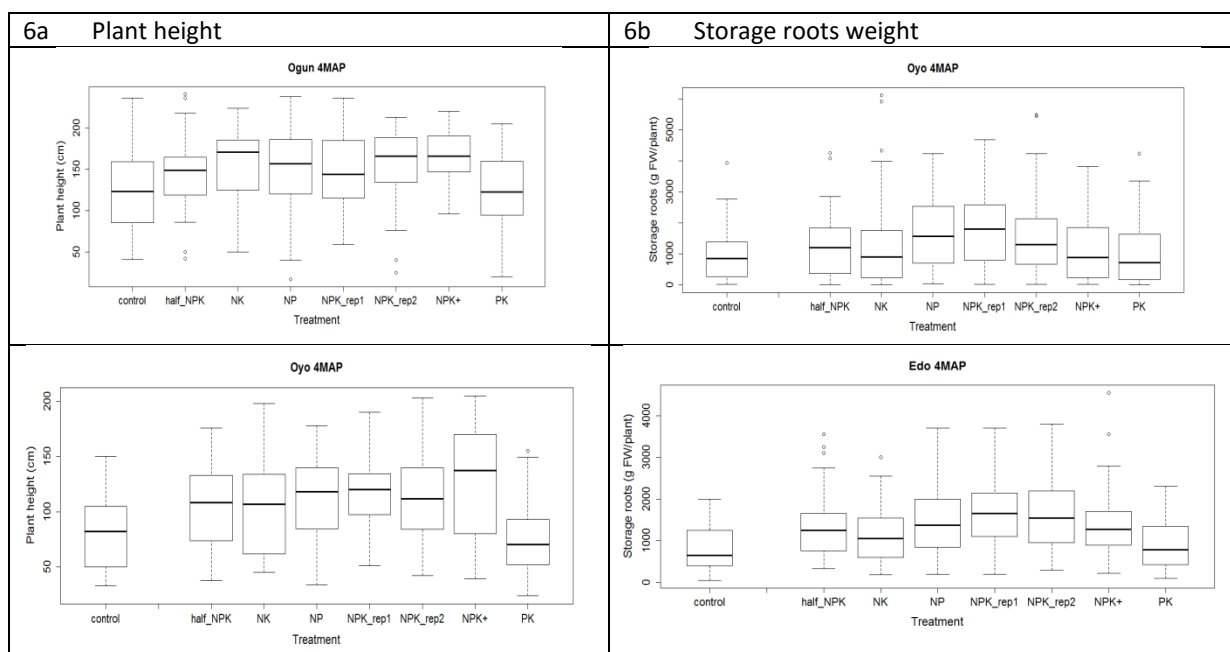 6a Plant height
6b Storage roots weight
Ogun 4MAP
Plant height (cm)
200
150
100
50
control half_NPK NK NP NPK_rep1 NPK_rep2 NPK+ PK
Treatment
Oyo 4MAP
Storage roots (g FW/plant)
5000
3000
1000
0
control half_NPK NK NP NPK_rep1 NPK_rep2 NPK+ PK
Treatment
Oyo 4MAP
Plant height (cm)
200
150
100
50
control half_NPK NK NP NPK_rep1 NPK_rep2 NPK+ PK
Treatment
Edo 4MAP
Storage roots (g FW/plant)
4000
3000
2000
1000
0
control half_NPK NK NP NPK_rep1 NPK_rep2 NPK+ PK
Treatment